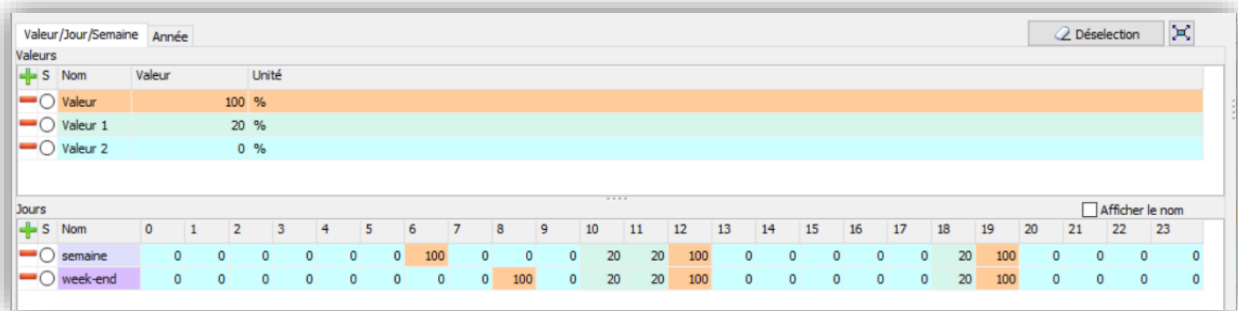 Valeur/Jour/Semaine Année Déselection
Valeurs
S Nom Valeur Unité
Valeur 100 %
Valeur 1 20 %
Valeur 2 0 %
Jours Afficher le nom
S Nom 0 1 2 3 4 5 6 7 8 9 10 11 12 13 14 15 16 17 18 19 20 21 22 23
semaine 0 0 0 0 0 0 100 0 0 0 20 20 100 0 0 0 0 0 20 100 0 0 0 0
week-end 0 0 0 0 0 0 0 0 100 0 20 20 100 0 0 0 0 0 20 100 0 0 0 0